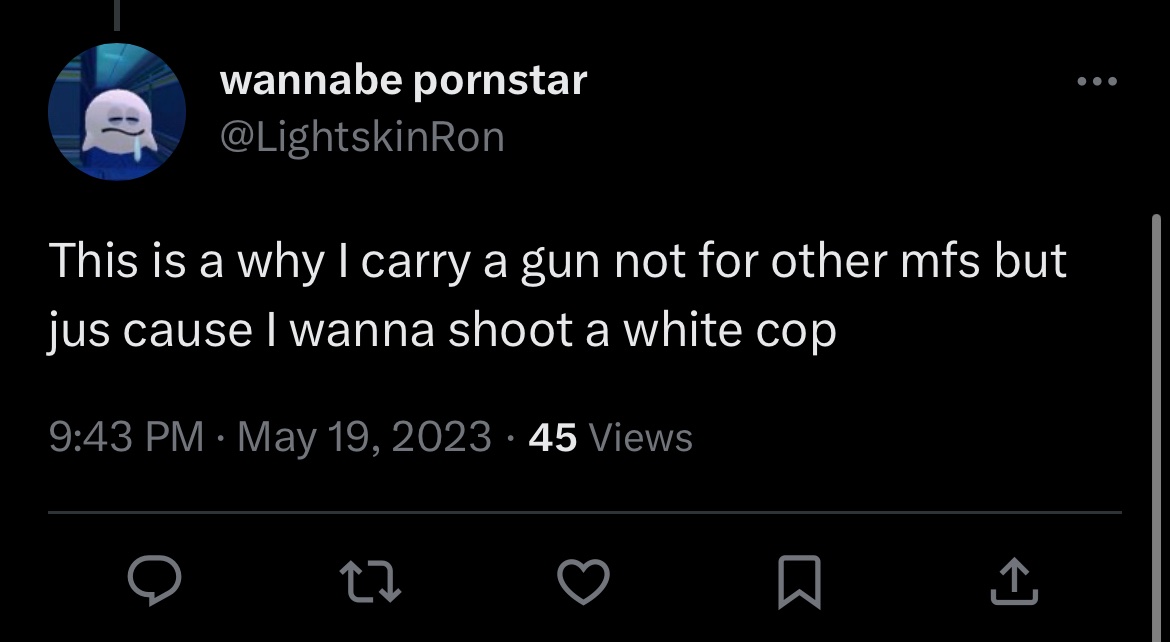 wannabe pornstar
@LightskinRon
This is a why I carry a gun not for other mfs but
jus cause I wanna shoot a white cop
9:43 PM · May 19, 2023 · 45 Views